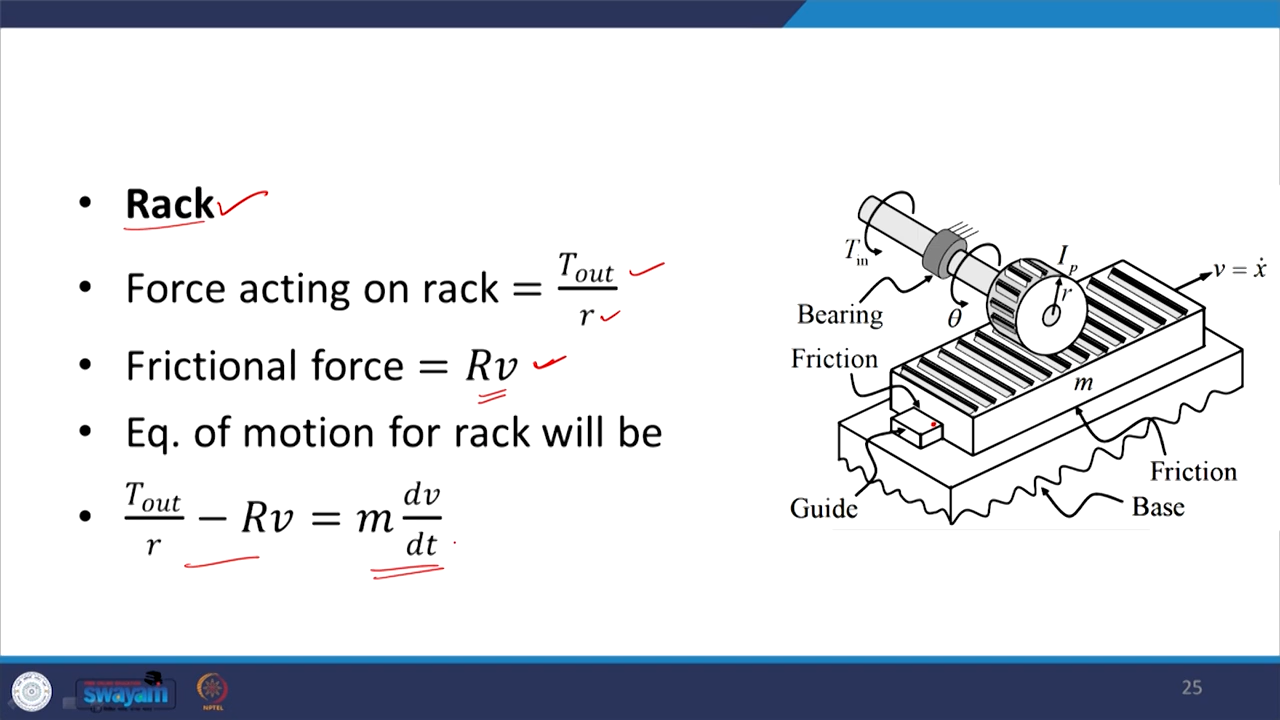 • Rack
• Force acting on rack = T_out / r
• Frictional force = Rv
• Eq. of motion for rack will be
• T_out / r − Rv = m dv/dt
T_in
I_p
r
v = ẋ
Bearing
θ
Friction
m
Friction
Guide
Base
swayam
NPTEL
25